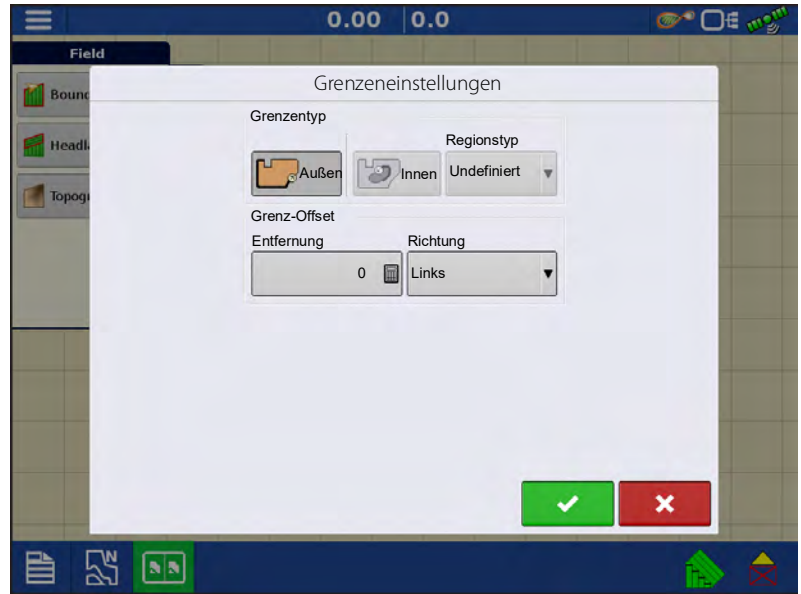 0.00 0.0
Field
Bound
Headla
Topogr
Grenzeneinstellungen
Grenzentyp
Regionstyp
Außen
Innen
Undefiniert
Grenz-Offset
Entfernung
Richtung
0
Links
N